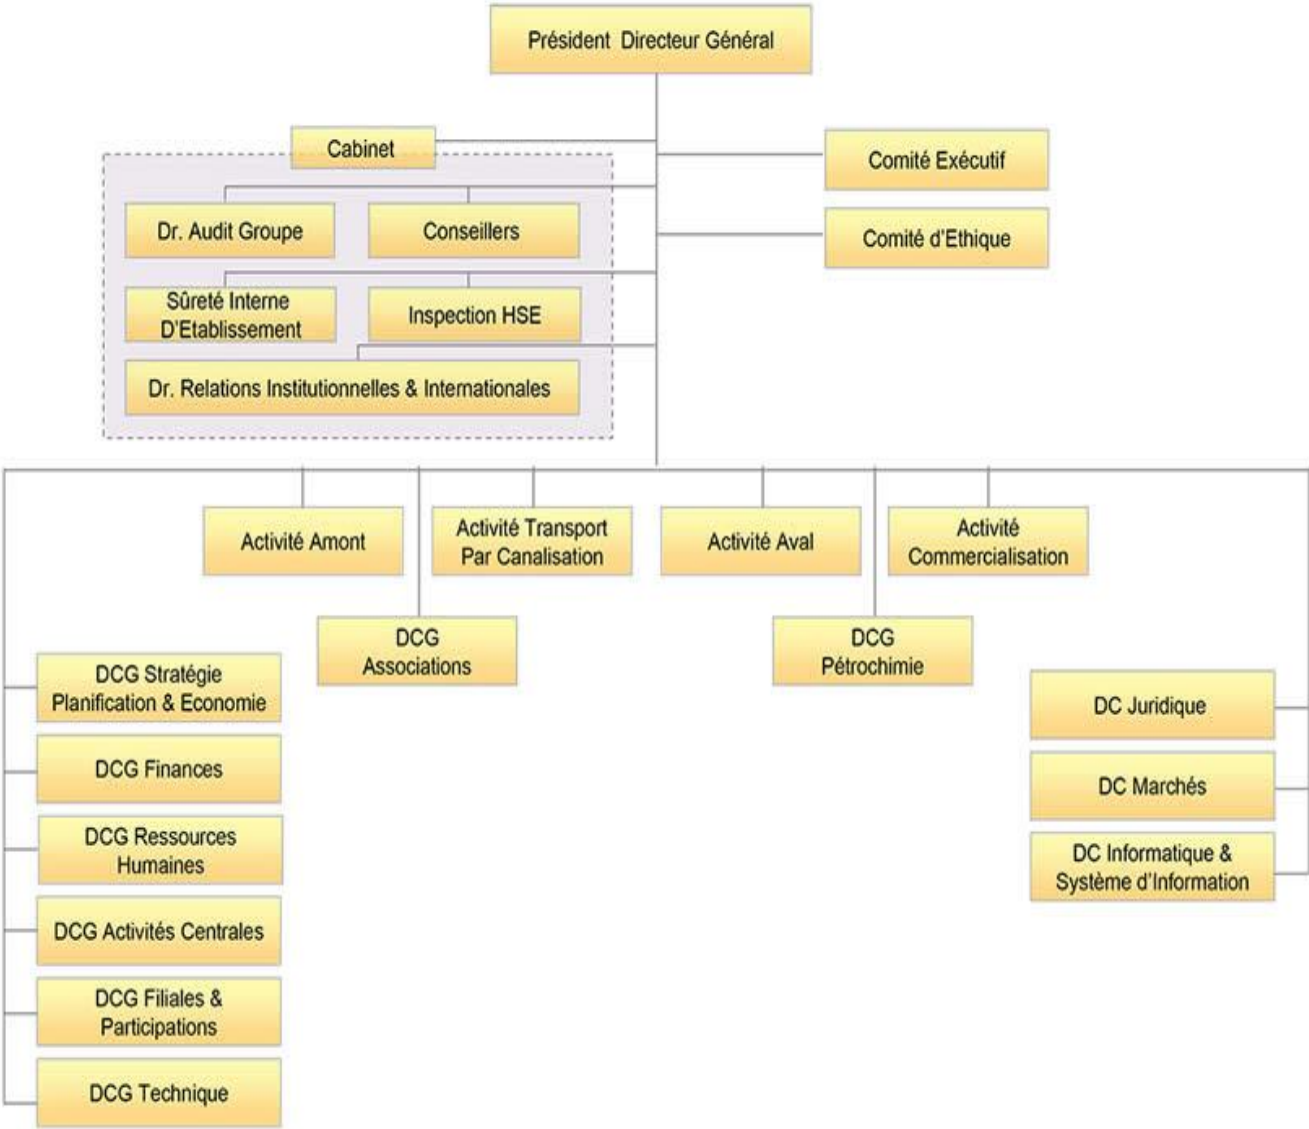 Président Directeur Général
Cabinet
Comité Exécutif
Dr. Audit Groupe
Conseillers
Comité d'Ethique
Sûreté Interne
D'Etablissement
Inspection HSE
Dr. Relations Institutionnelles & Internationales
Activité Amont
Activité Transport
Par Canalisation
Activité Aval
Activité
Commercialisation
DCG
Associations
DCG
Pétrochimie
DCG Stratégie
Planification & Economie
DCG Finances
DCG Ressources
Humaines
DCG Activités Centrales
DCG Filiales &
Participations
DCG Technique
DC Juridique
DC Marchés
DC Informatique &
Système d'Information